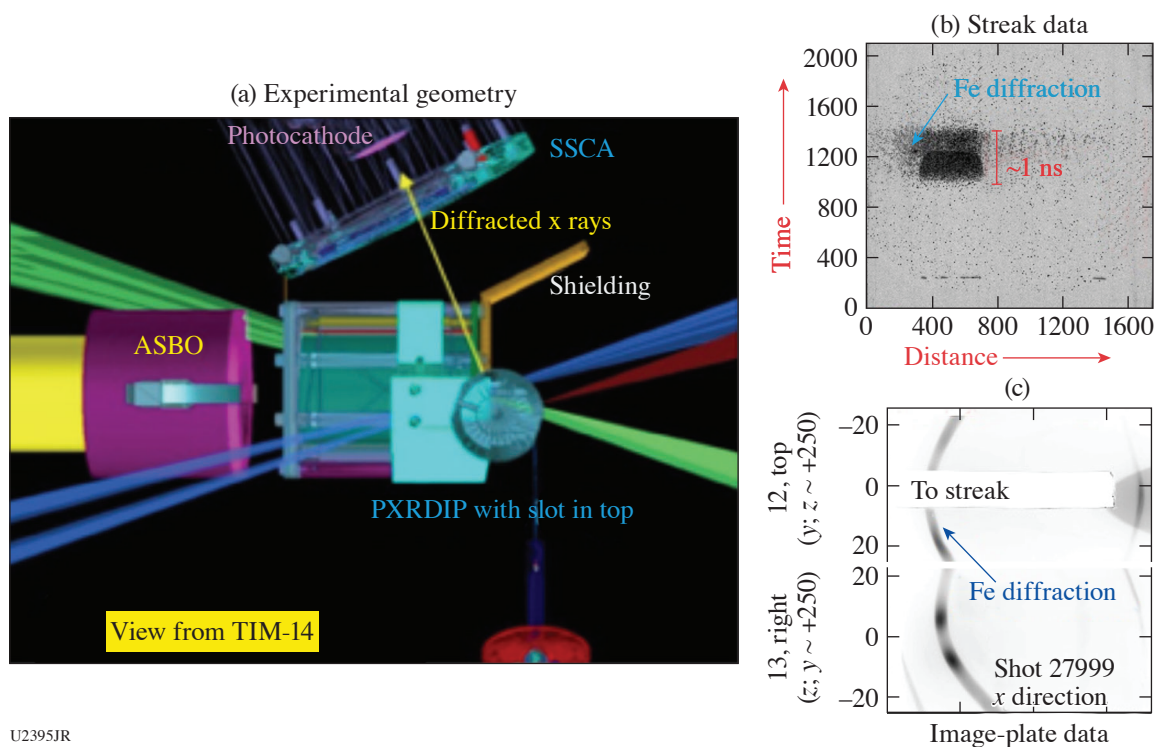 (a) Experimental geometry
Photocathode
SSCA
Diffracted x rays
Shielding
ASBO
PXRDIP with slot in top
View from TIM-14
(b) Streak data
2000
1600
1200
800
400
0
Time
Fe diffraction
~1 ns
0
400
800
1200
1600
Distance
(c)
12, top
(y; z ~ +250)
–20
0
20
To streak
Fe diffraction
13, right
(z; y ~ +250)
20
0
–20
Shot 27999
x direction
Image-plate data
U2395JR